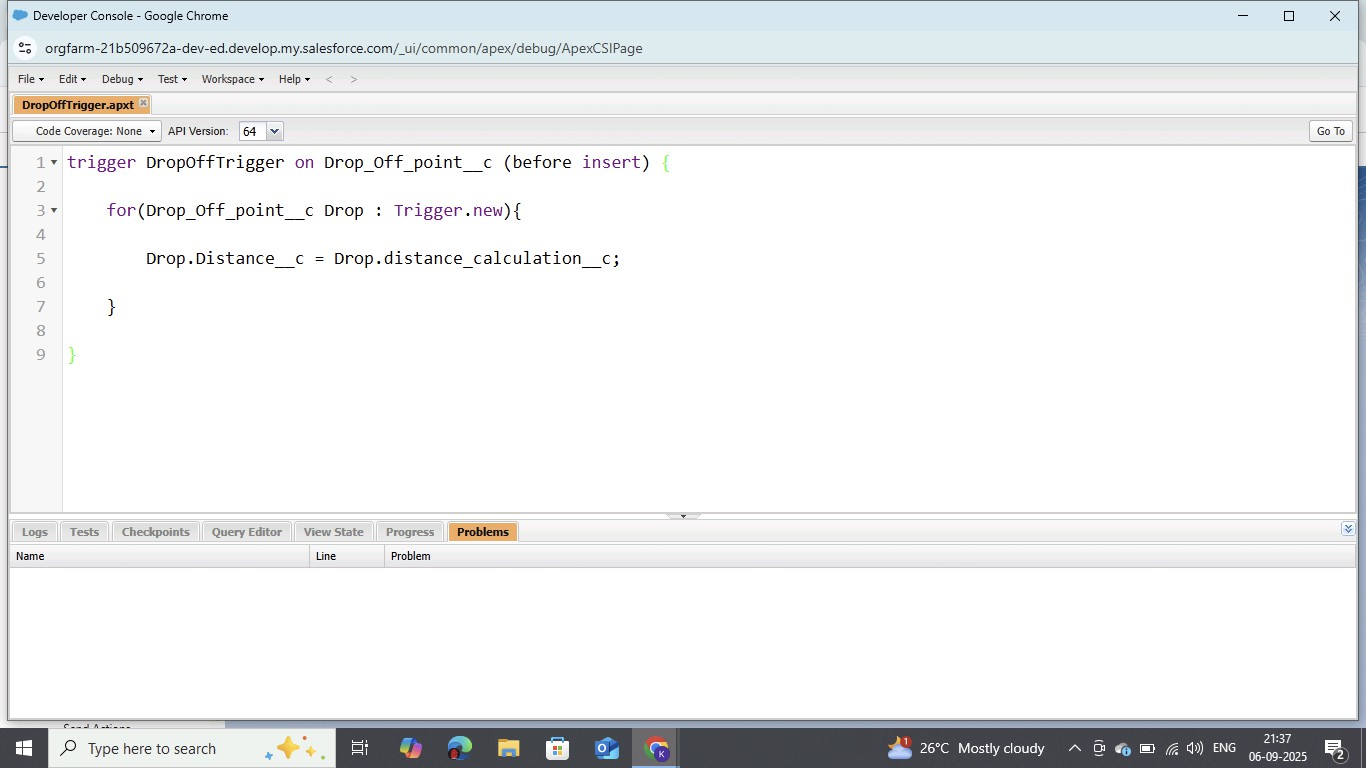 Developer Console - Google Chrome
orgfarm-21b509672a-dev-ed.develop.my.salesforce.com/_ui/common/apex/debug/ApexCSIPage
File Edit Debug Test Workspace Help < >
DropOffTrigger.apxt
Code Coverage: None API Version: 64 Go To
1 trigger DropOffTrigger on Drop_Off_point__c (before insert) {
2
3 for(Drop_Off_point__c Drop : Trigger.new){
4
5 Drop.Distance__c = Drop.distance_calculation__c;
6
7 }
8
9 }
Logs Tests Checkpoints Query Editor View State Progress Problems
Name Line Problem
Type here to search
26°C Mostly cloudy
ENG
21:37
06-09-2025
1
2
K